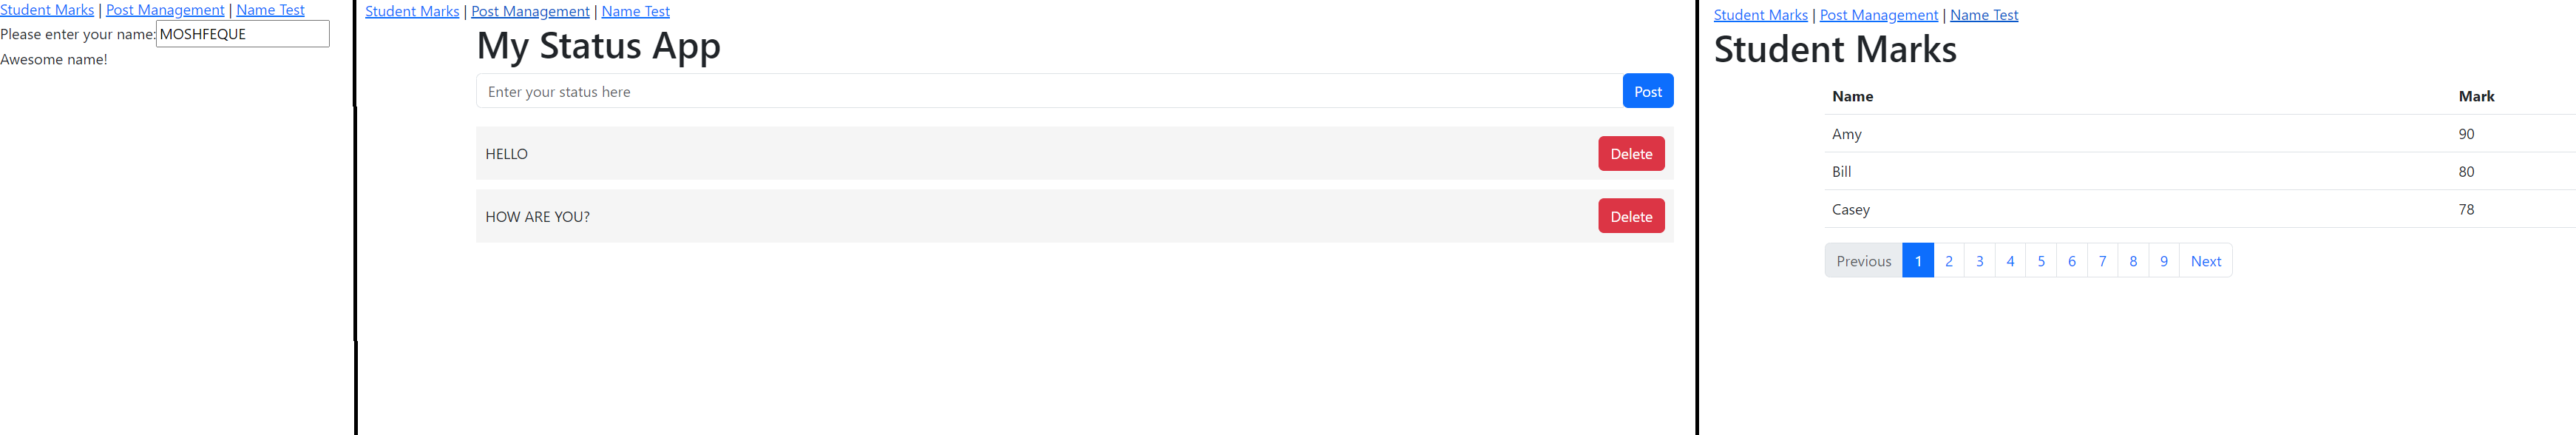 Student Marks | Post Management | Name Test
Please enter your name:MOSHFEQUE
Awesome name!
Student Marks | Post Management | Name Test
My Status App
Enter your status here Post
HELLO Delete
HOW ARE YOU? Delete
Student Marks | Post Management | Name Test
Student Marks
Name Mark
Amy 90
Bill 80
Casey 78
Previous 1 2 3 4 5 6 7 8 9 Next